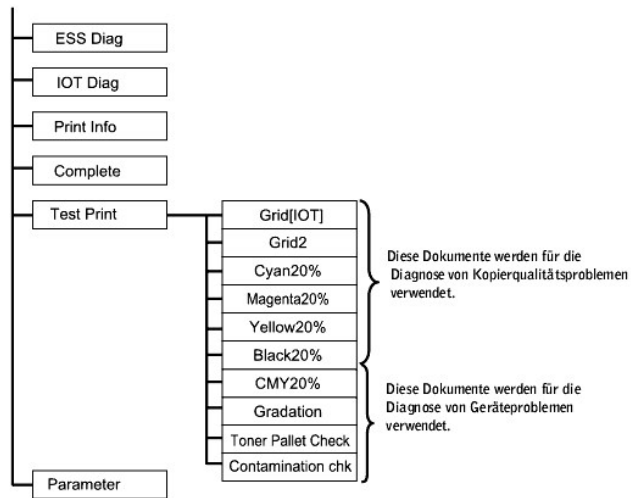 ESS Diag
IOT Diag
Print Info
Complete
Test Print
Grid[IOT]
Grid2
Cyan20%
Magenta20%
Yellow20%
Black20%
CMY20%
Gradation
Toner Pallet Check
Contamination chk
Diese Dokumente werden für die
Diagnose von Kopierqualitätsproblemen
verwendet.
Diese Dokumente werden für die
Diagnose von Geräteproblemen
verwendet.
Parameter